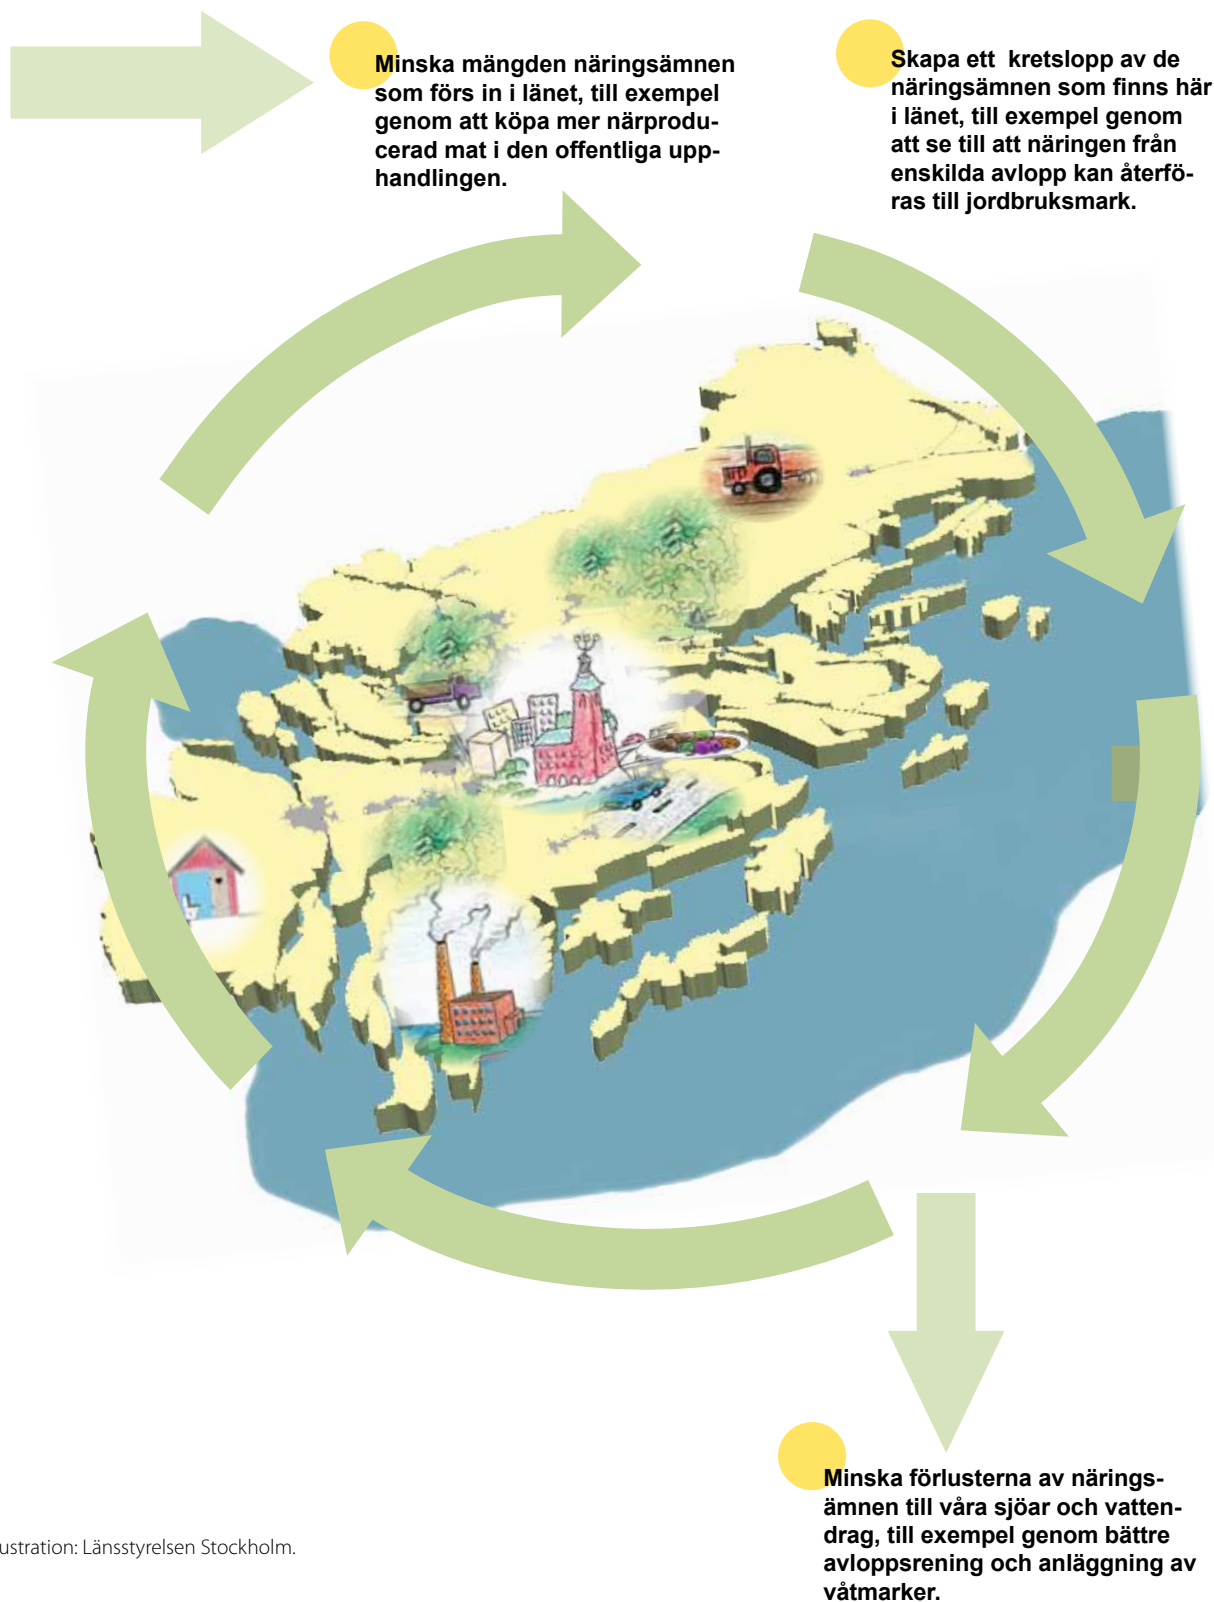 Minska mängden näringsämnen
som förs in i länet, till exempel
genom att köpa mer närprodu-
cerad mat i den offentliga upp-
handlingen.
Skapa ett  kretslopp av de
näringsämnen som finns här
i länet, till exempel genom
att se till att näringen från
enskilda avlopp kan återfö-
ras till jordbruksmark.
Minska förlusterna av närings-
ämnen till våra sjöar och vatten-
drag, till exempel genom bättre
avloppsrening och anläggning av
våtmarker.
ustration: Länsstyrelsen Stockholm.